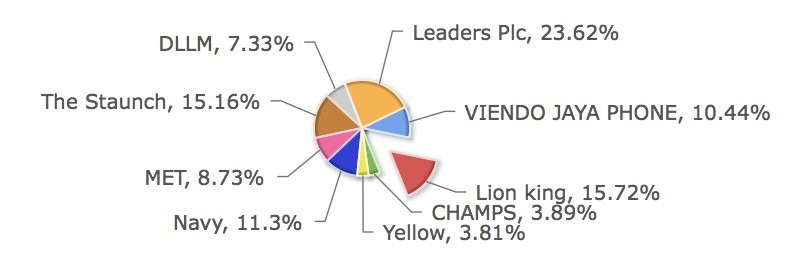 Leaders Plc, 23.62%
DLLM, 7.33%
The Staunch, 15.16%
VIENDO JAYA PHONE, 10.44%
MET, 8.73%
Lion king, 15.72%
CHAMPS, 3.89%
Navy, 11.3%
Yellow, 3.81%